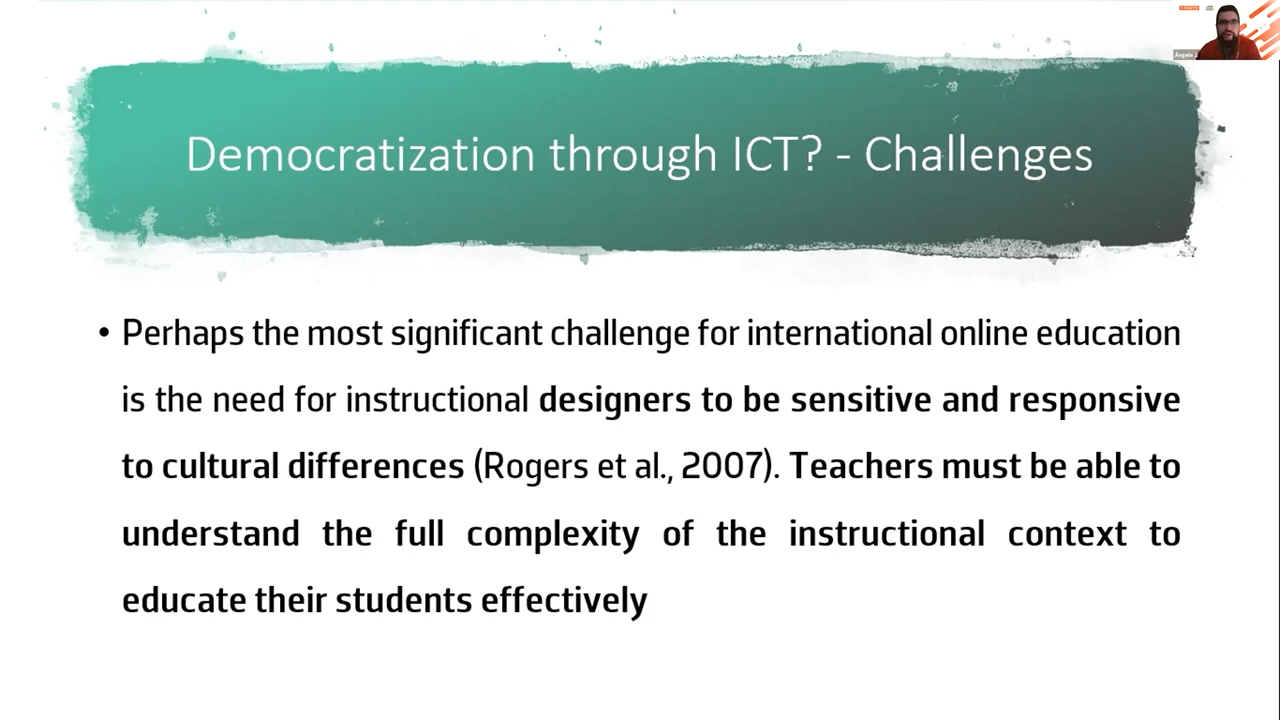 Democratization through ICT? - Challenges
• Perhaps the most significant challenge for international online education
is the need for instructional designers to be sensitive and responsive
to cultural differences (Rogers et al., 2007). Teachers must be able to
understand the full complexity of the instructional context to
educate their students effectively